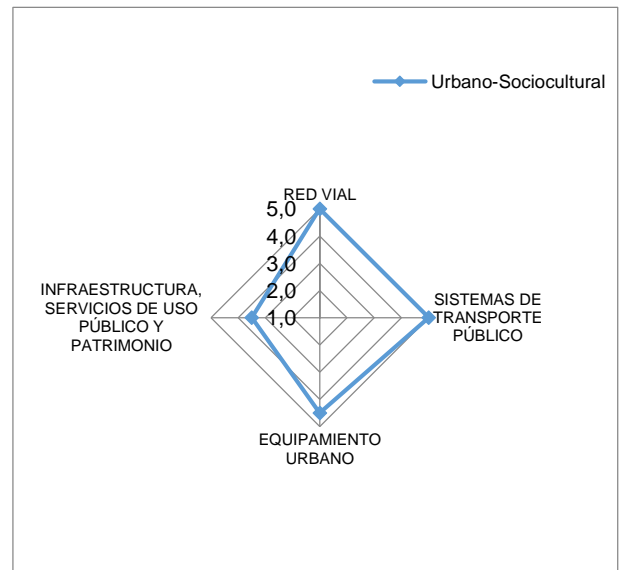 Urbano-Sociocultural
RED VIAL
5,0
4,0
3,0
2,0
1,0
INFRAESTRUCTURA,
SERVICIOS DE USO
PÚBLICO Y
PATRIMONIO
SISTEMAS DE
TRANSPORTE
PÚBLICO
EQUIPAMIENTO
URBANO